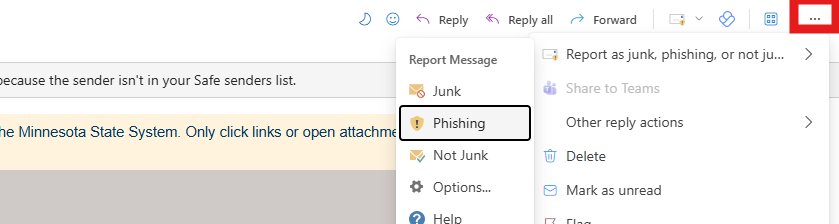 Reply
Reply all
Forward
...
because the sender isn't in your Safe senders list.
he Minnesota State System. Only click links or open attachme
Report Message
Junk
Phishing
Not Junk
Options...
Help
Report as junk, phishing, or not ju...
Share to Teams
Other reply actions
Delete
Mark as unread
Flag